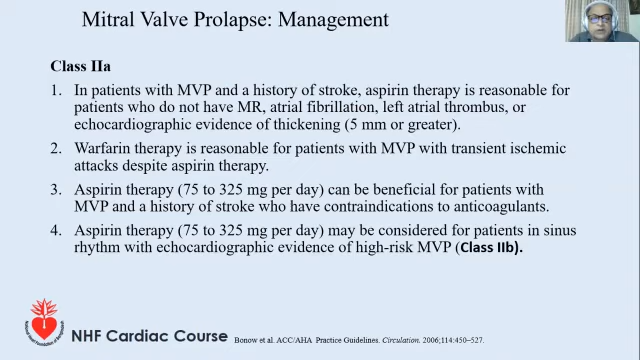 Mitral Valve Prolapse: Management
Class IIa
1. In patients with MVP and a history of stroke, aspirin therapy is reasonable for
patients who do not have MR, atrial fibrillation, left atrial thrombus, or
echocardiographic evidence of thickening (5 mm or greater).
2. Warfarin therapy is reasonable for patients with MVP with transient ischemic
attacks despite aspirin therapy.
3. Aspirin therapy (75 to 325 mg per day) can be beneficial for patients with
MVP and a history of stroke who have contraindications to anticoagulants.
4. Aspirin therapy (75 to 325 mg per day) may be considered for patients in sinus
rhythm with echocardiographic evidence of high-risk MVP (Class IIb).
NHF Cardiac Course
Bonow et al. ACC/AHA Practice Guidelines. Circulation. 2006;114:450–527.